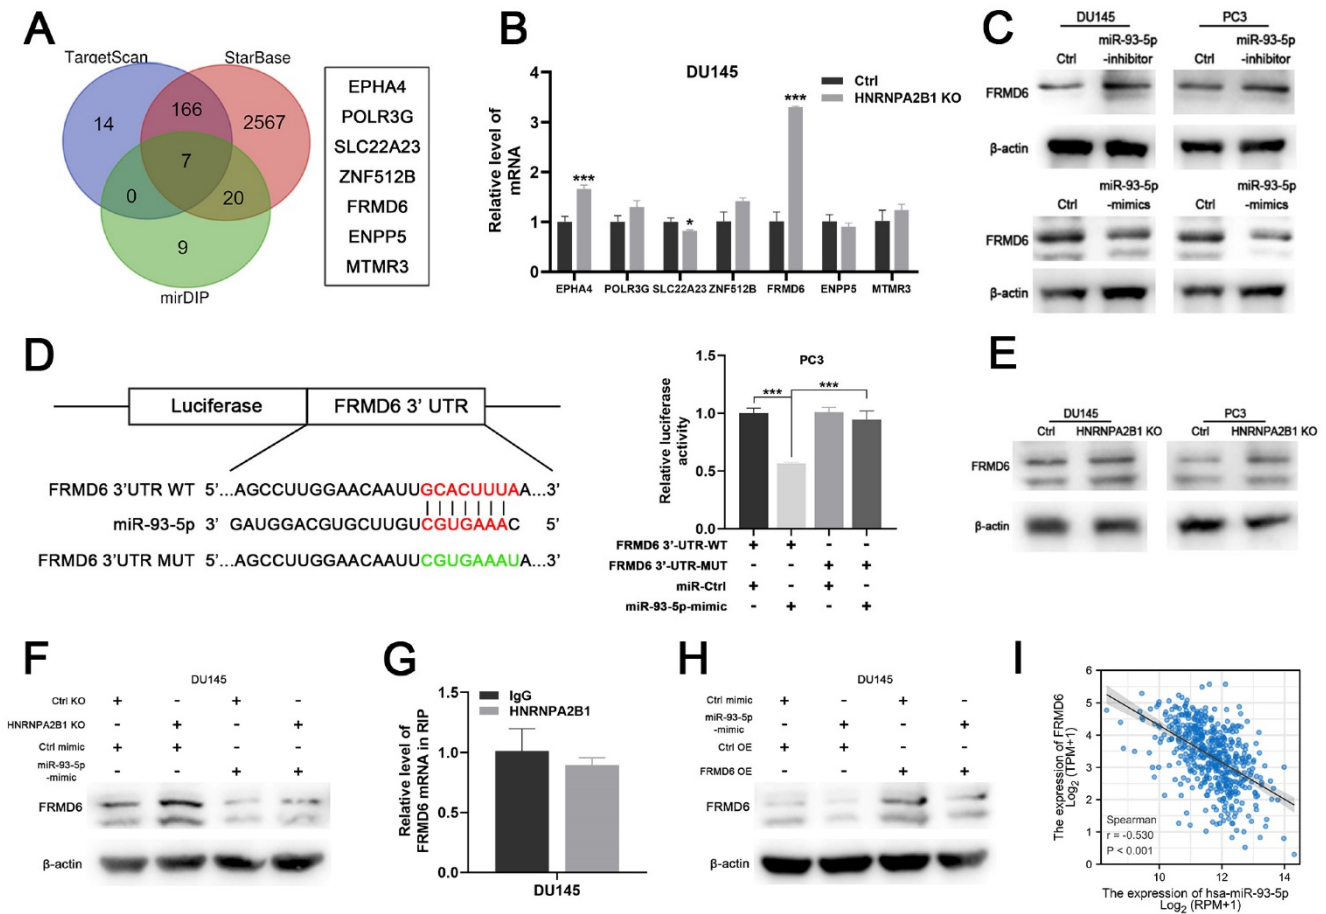 A
TargetScan
StarBase
14
166
2567
7
0
20
9
mirDIP
EPHA4
POLR3G
SLC22A23
ZNF512B
FRMD6
ENPP5
MTMR3
B
DU145
Ctrl
HNRNPA2B1 KO
Relative level of
mRNA
4
3
2
1
0
***
*
***
EPHA4 POLR3G SLC22A23 ZNF512B FRMD6 ENPP5 MTMR3
C
DU145 PC3
Ctrl miR-93-5p -inhibitor Ctrl miR-93-5p -inhibitor
FRMD6
β-actin
Ctrl miR-93-5p -mimics Ctrl miR-93-5p -mimics
FRMD6
β-actin
D
Luciferase FRMD6 3' UTR
FRMD6 3'UTR WT 5'...AGCCUUGGAACAAUUGCACUUUAA...3'
miR-93-5p 3' GAUGGACGUGCUUGUCGUGAAAC 5'
FRMD6 3'UTR MUT 5'...AGCCUUGGAACAAUUCGUGAAAUA...3'
PC3
Relative luciferase
activity
1.5
1.0
0.5
0.0
*** ***
FRMD6 3'-UTR-WT + + - -
FRMD6 3'-UTR-MUT - - + +
miR-Ctrl + - + -
miR-93-5p-mimic - + - +
E
DU145 PC3
Ctrl HNRNPA2B1 KO Ctrl HNRNPA2B1 KO
FRMD6
β-actin
F
DU145
Ctrl KO + - + -
HNRNPA2B1 KO - + - +
Ctrl mimic + + - -
miR-93-5p
-mimic - - + +
FRMD6
β-actin
G
IgG
HNRNPA2B1
Relative level of
FRMD6 mRNA in RIP
1.5
1.0
0.5
0.0
DU145
H
DU145
Ctrl mimic + - + -
miR-93-5p
-mimic - + - +
Ctrl OE + + - -
FRMD6 OE - - + +
FRMD6
β-actin
I
The expression of FRMD6
Log2 (TPM+1)
6
5
4
3
2
1
0
Spearman
r = -0.530
P < 0.001
10 12 14
The expression of hsa-miR-93-5p
Log2 (RPM+1)